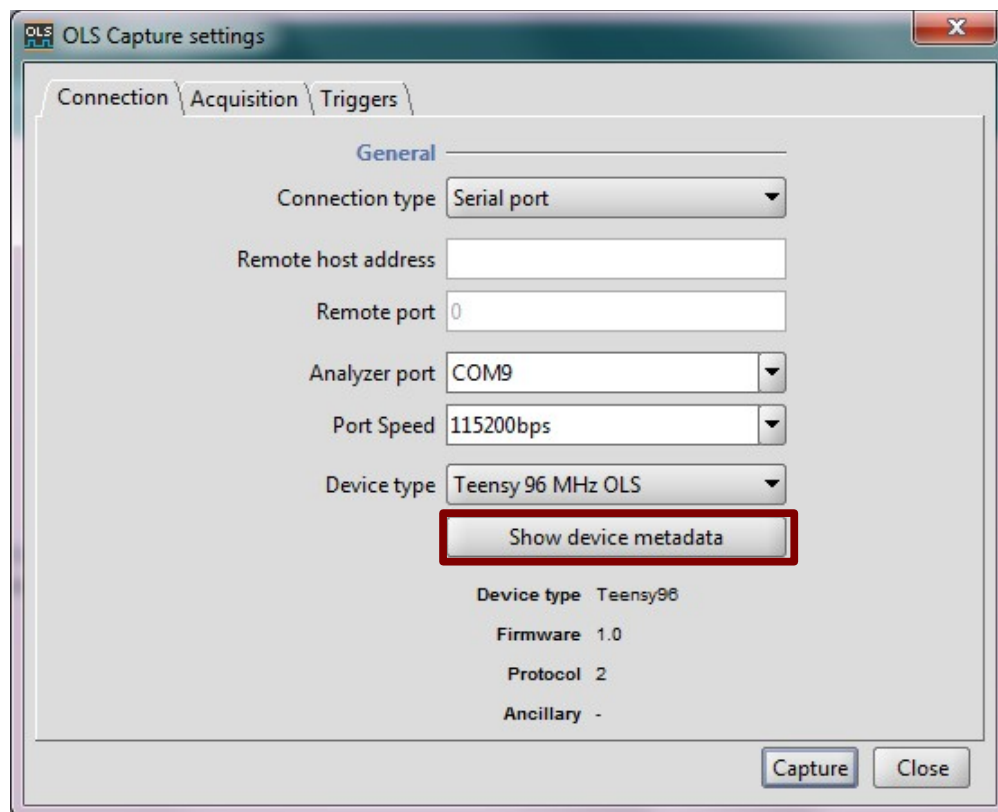 OLS OLS Capture settings
Connection Acquisition Triggers
General
Connection type Serial port
Remote host address
Remote port 0
Analyzer port COM9
Port Speed 115200bps
Device type Teensy 96 MHz OLS
Show device metadata
Device type Teensy96
Firmware 1.0
Protocol 2
Ancillary -
Capture Close